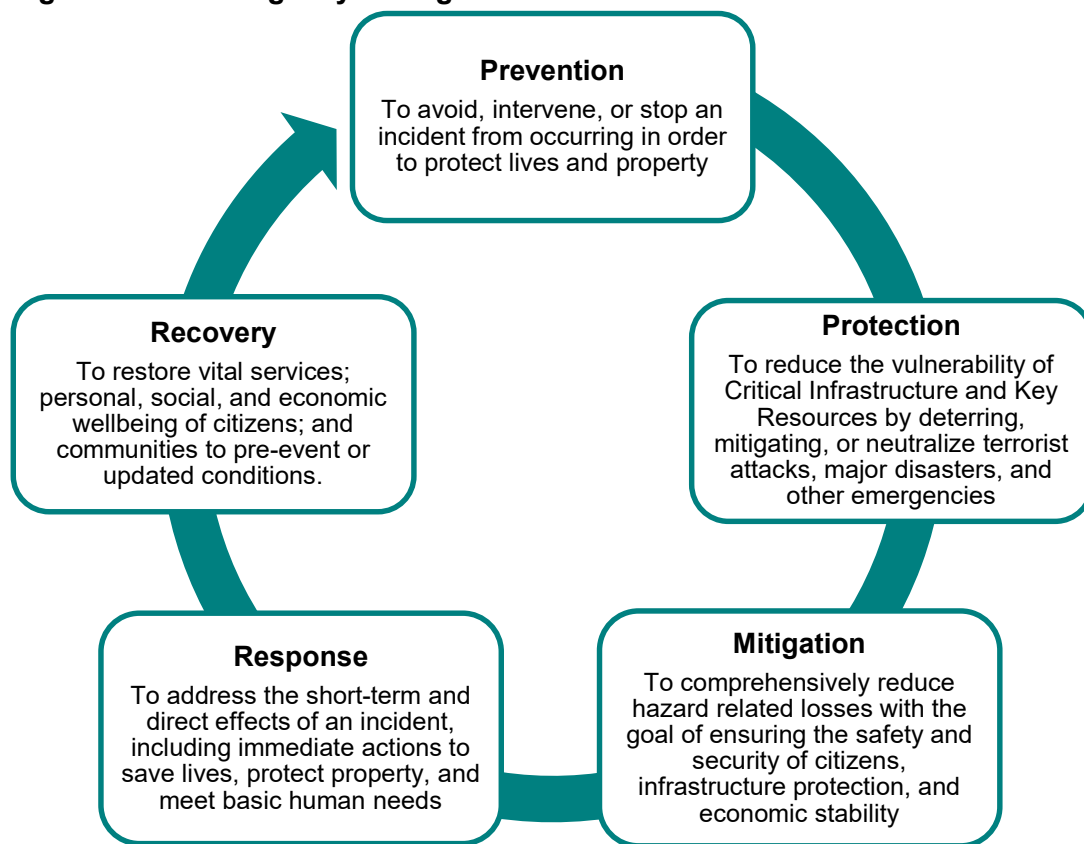 Prevention
To avoid, intervene, or stop an
incident from occurring in order
to protect lives and property
Protection
To reduce the vulnerability of
Critical Infrastructure and Key
Resources by deterring,
mitigating, or neutralize terrorist
attacks, major disasters, and
other emergencies
Mitigation
To comprehensively reduce
hazard related losses with the
goal of ensuring the safety and
security of citizens,
infrastructure protection, and
economic stability
Response
To address the short-term and
direct effects of an incident,
including immediate actions to
save lives, protect property, and
meet basic human needs
Recovery
To restore vital services;
personal, social, and economic
wellbeing of citizens; and
communities to pre-event or
updated conditions.